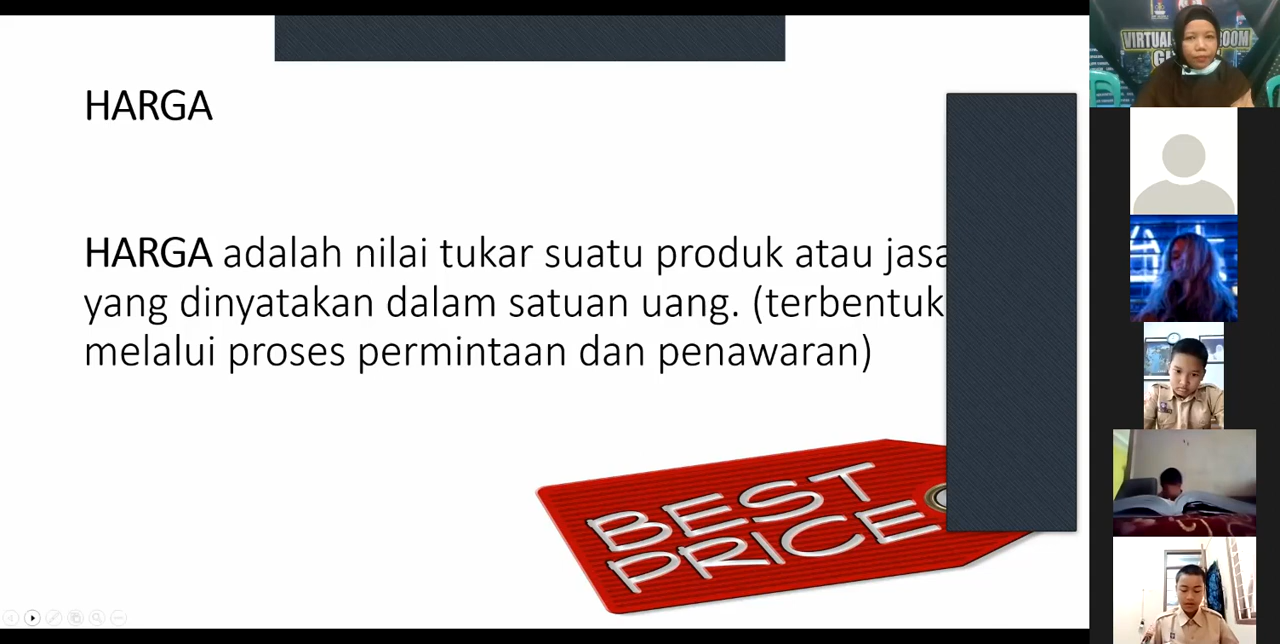 HARGA
HARGA adalah nilai tukar suatu produk atau jasa
yang dinyatakan dalam satuan uang. (terbentuk
melalui proses permintaan dan penawaran)
BEST
PRICE
VIRTUAL